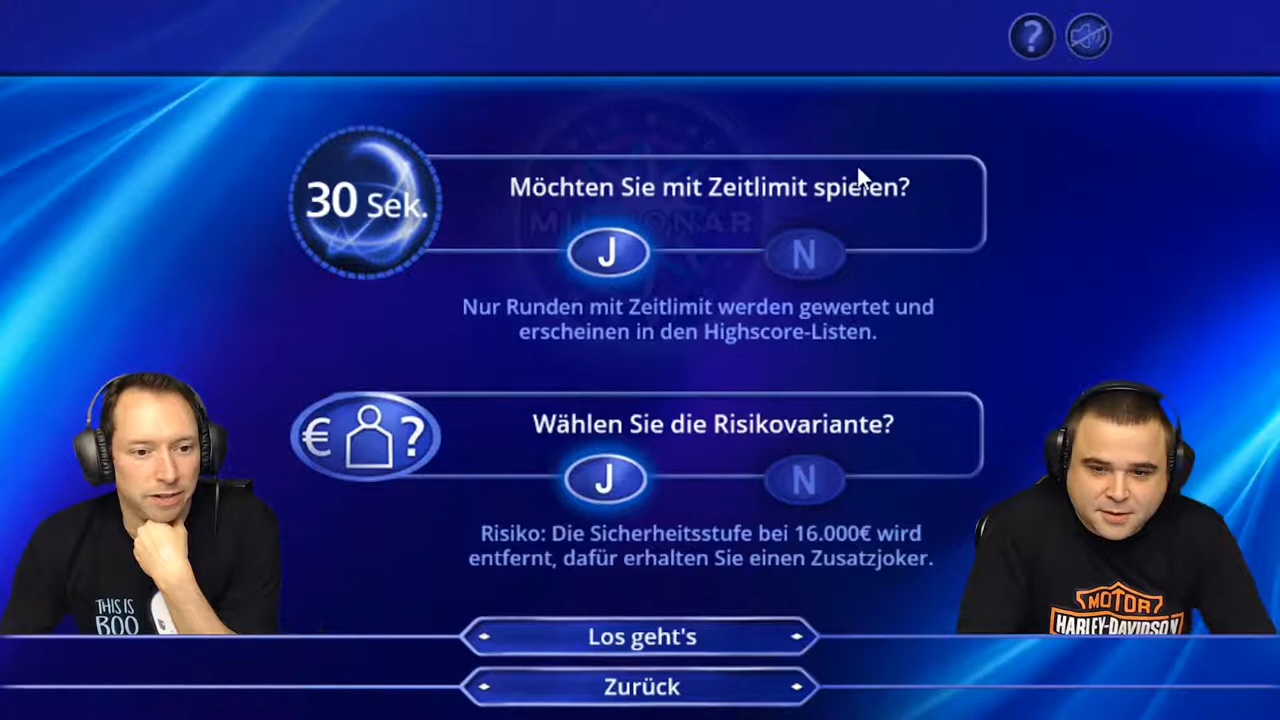 ?
30 Sek.
Möchten Sie mit Zeitlimit spielen?
MILLIONÄR
J
N
Nur Runden mit Zeitlimit werden gewertet und
erscheinen in den Highscore-Listen.
€ ?
Wählen Sie die Risikovariante?
J
N
Risiko: Die Sicherheitsstufe bei 16.000€ wird
entfernt, dafür erhalten Sie einen Zusatzjoker.
THIS IS
BOO
MOTOR
HARLEY-DAVIDSON
Los geht's
Zurück